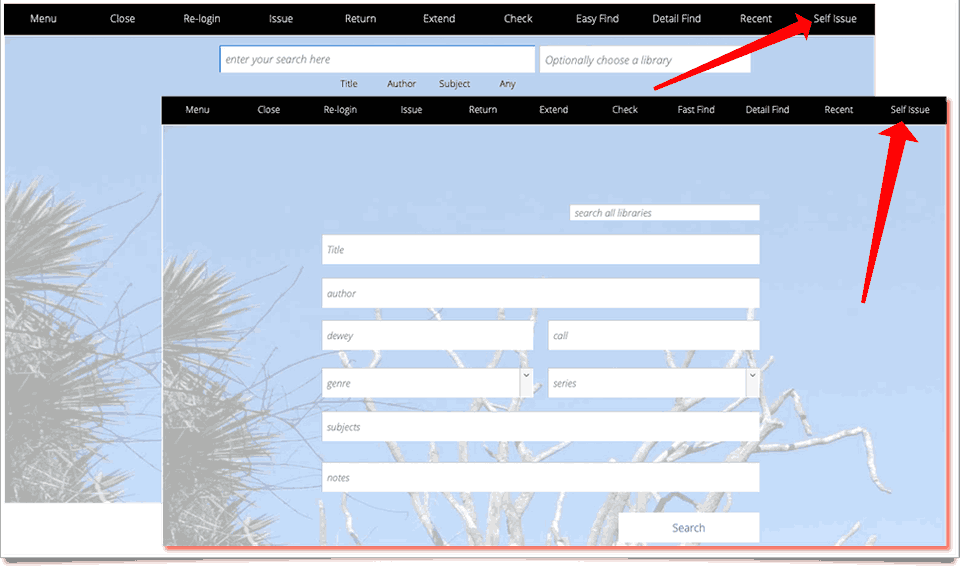 Menu Close Re-login Issue Return Extend Check Easy Find Detail Find Recent Self Issue
enter your search here Optionally choose a library
Title Author Subject Any
Menu Close Re-login Issue Return Extend Check Fast Find Detail Find Recent Self Issue
search all libraries
Title
author
dewey call
genre series
subjects
notes
Search